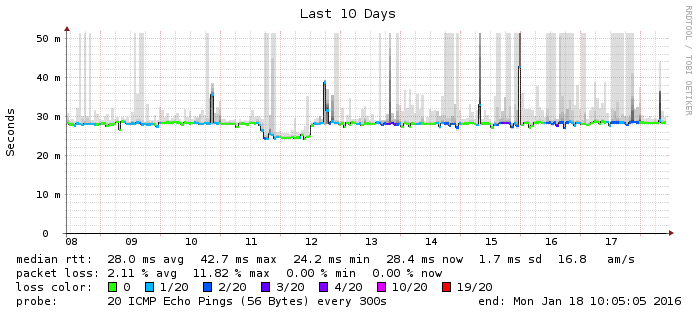 Last 10 Days
RRDTOOL / TOBI OETIKER
Seconds
50 m
40 m
30 m
20 m
10 m
0
08 09 10 11 12 13 14 15 16 17
median rtt: 28.0 ms avg 42.7 ms max 24.2 ms min 28.4 ms now 1.7 ms sd 16.8 am/s
packet loss: 2.11 % avg 11.82 % max 0.00 % min 0.00 % now
loss color: 0 1/20 2/20 3/20 4/20 10/20 19/20
probe: 20 ICMP Echo Pings (56 Bytes) every 300s end: Mon Jan 18 10:05:05 2016